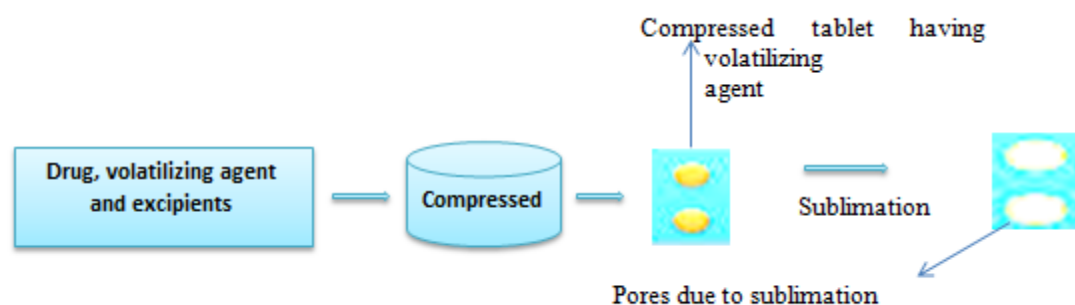 Compressed tablet having
volatilizing
agent
Drug, volatilizing agent
and excipients
Compressed
Sublimation
Pores due to sublimation